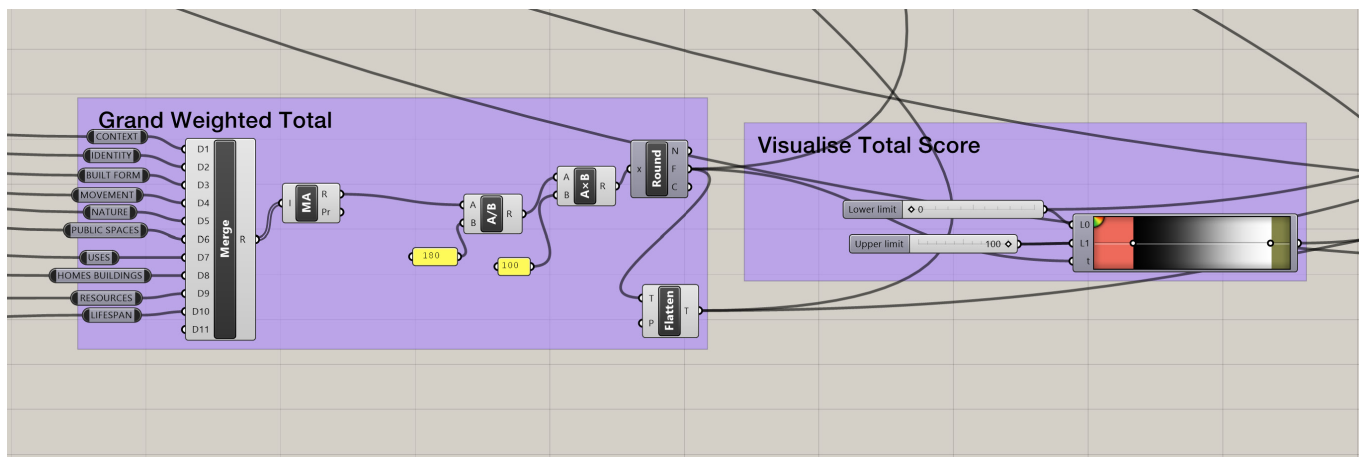 Grand Weighted Total
CONTEXT
IDENTITY
BUILT FORM
MOVEMENT
NATURE
PUBLIC SPACES
USES
HOMES BUILDINGS
RESOURCES
LIFESPAN
D1
D2
D3
D4
D5
D6
D7
D8
D9
D10
D11
Merge
R
I
MA
R
Pr
180
A
B
A/B
R
100
A
B
A×B
R
x
Round
N
F
C
T
P
Flatten
T
Visualise Total Score
Lower limit
0
Upper limit
100
L0
L1
t